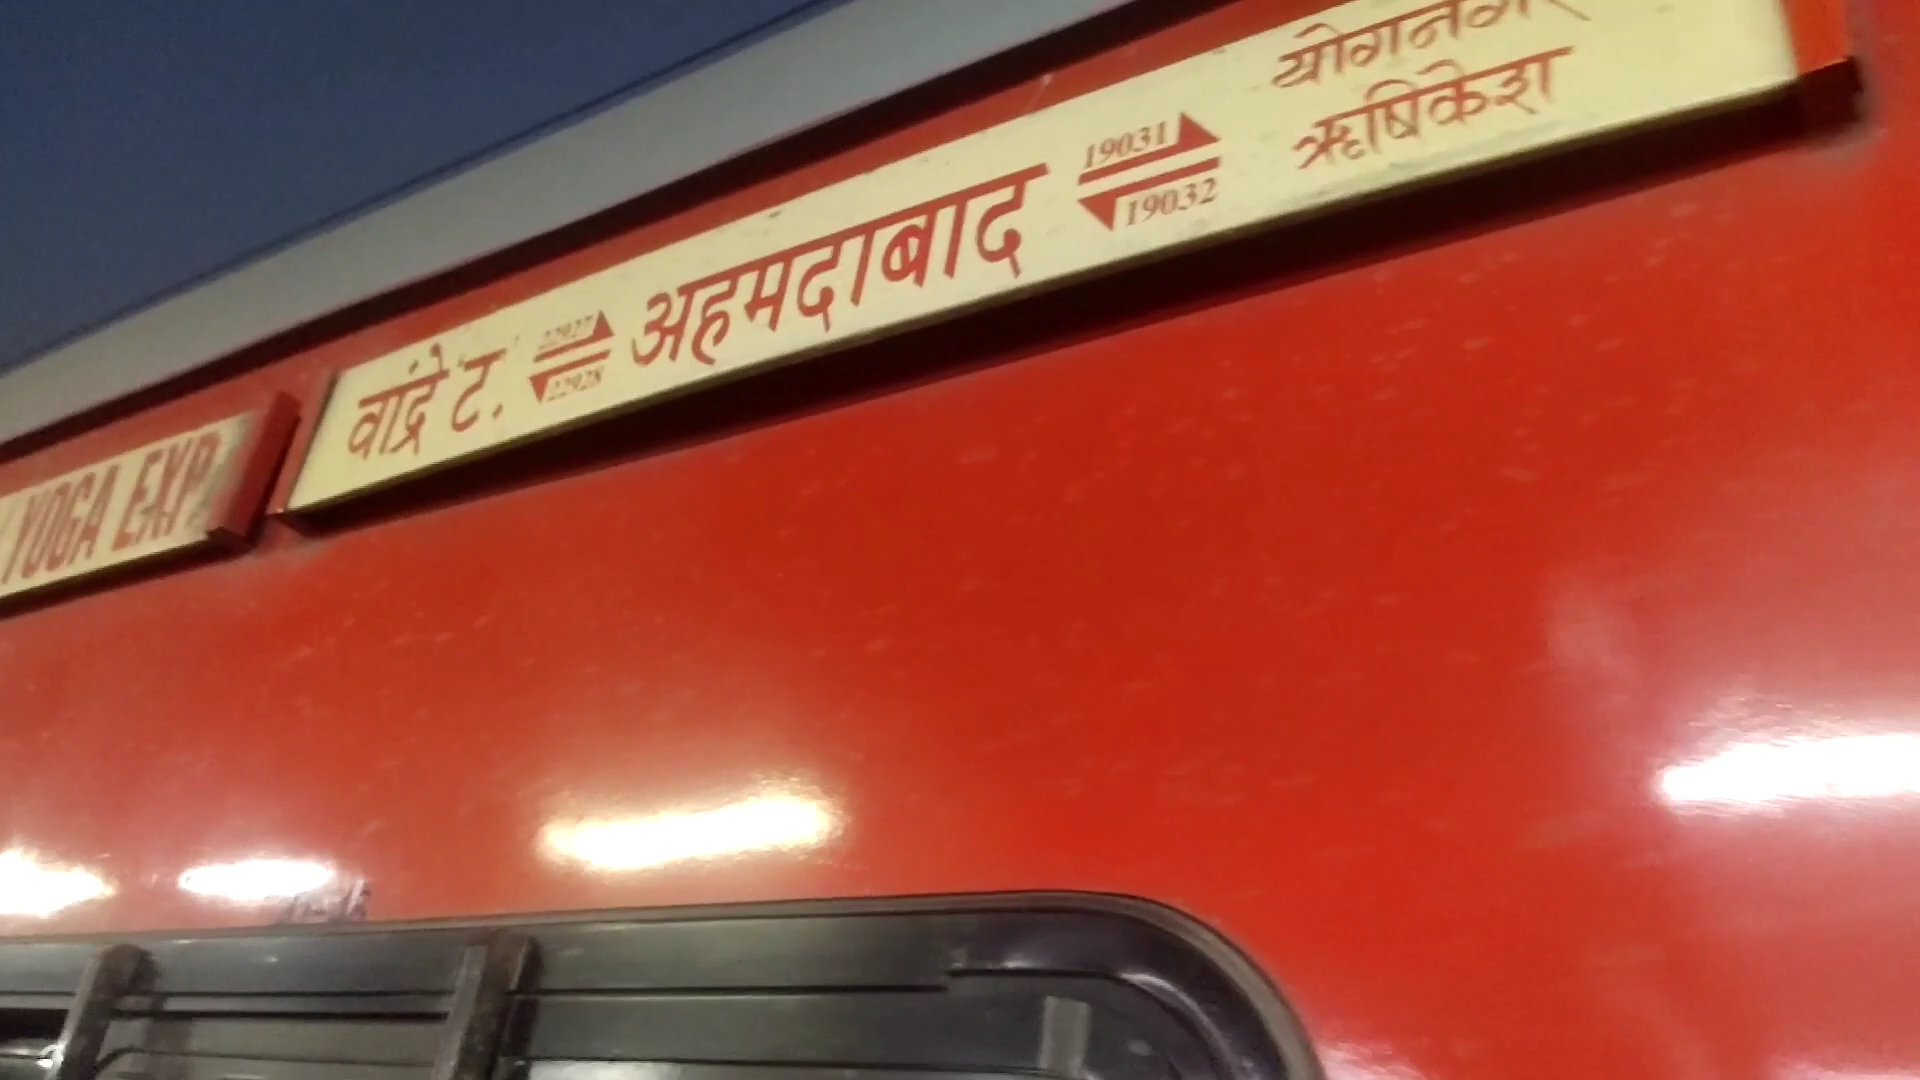 YOGA EXP
वांद्रे ट.
22927
22928
अहमदाबाद
19031
19032
योगनगर
ऋषिकेश